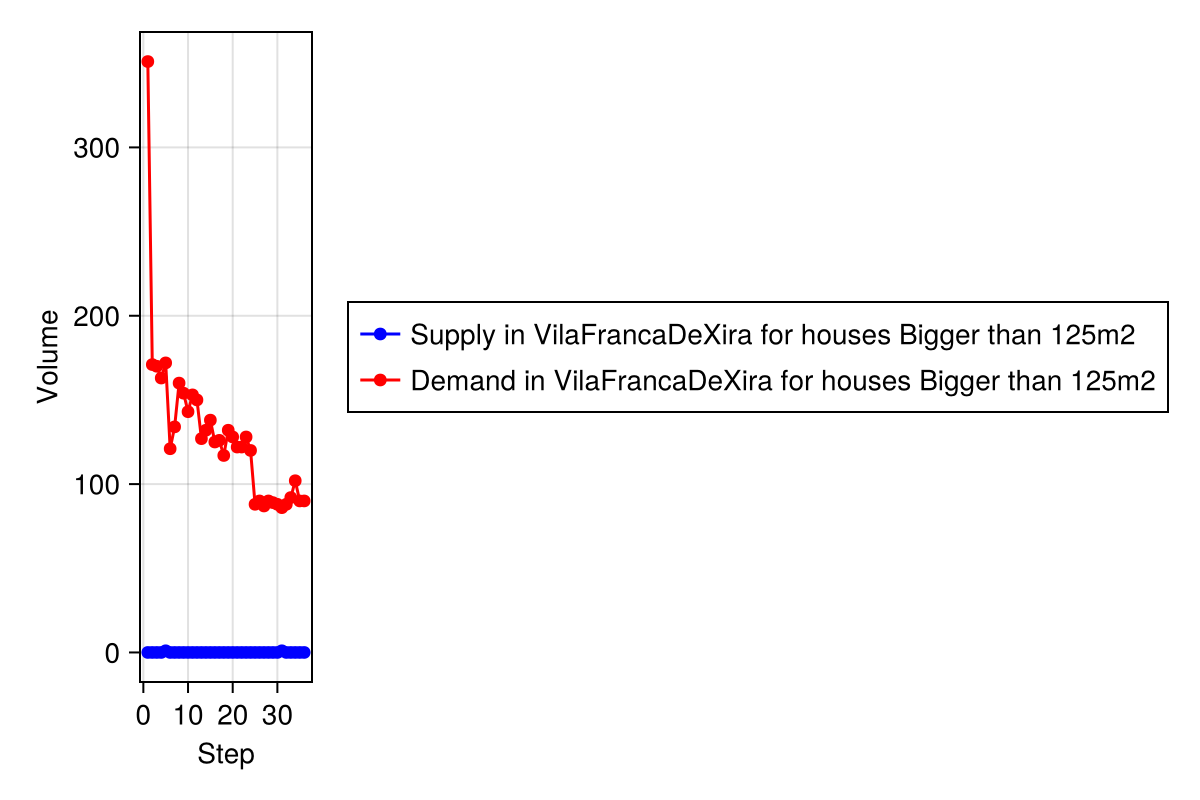 300
200
100
0
Volume
0 10 20 30
Step
Supply in VilaFrancaDeXira for houses Bigger than 125m2
Demand in VilaFrancaDeXira for houses Bigger than 125m2